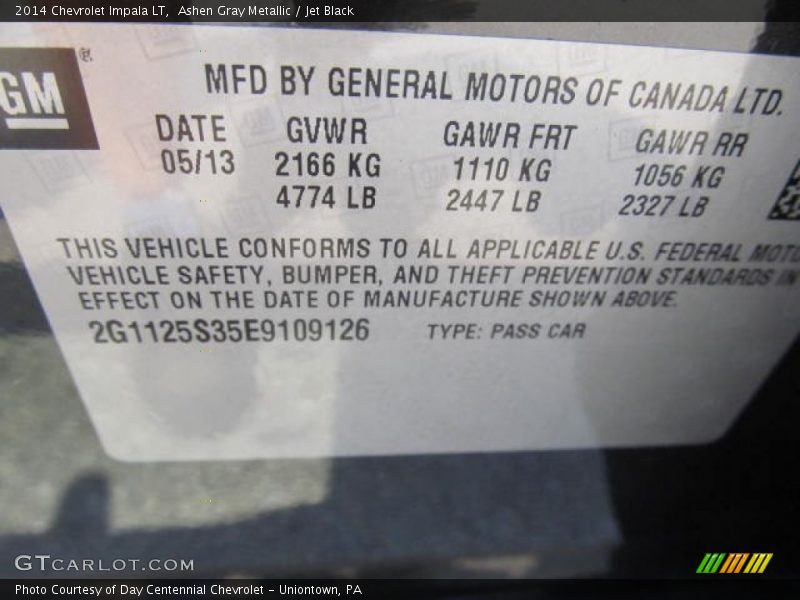 2014 Chevrolet Impala LT, Ashen Gray Metallic / Jet Black
GM
MFD BY GENERAL MOTORS OF CANADA LTD.
DATE GVWR GAWR FRT GAWR RR
05/13 2166 KG 1110 KG 1056 KG
4774 LB 2447 LB 2327 LB
THIS VEHICLE CONFORMS TO ALL APPLICABLE U.S. FEDERAL MOTO
VEHICLE SAFETY, BUMPER, AND THEFT PREVENTION STANDARDS IN
EFFECT ON THE DATE OF MANUFACTURE SHOWN ABOVE.
2G1125S35E9109126 TYPE: PASS CAR
GTCARLOT.COM
Photo Courtesy of Day Centennial Chevrolet - Uniontown, PA